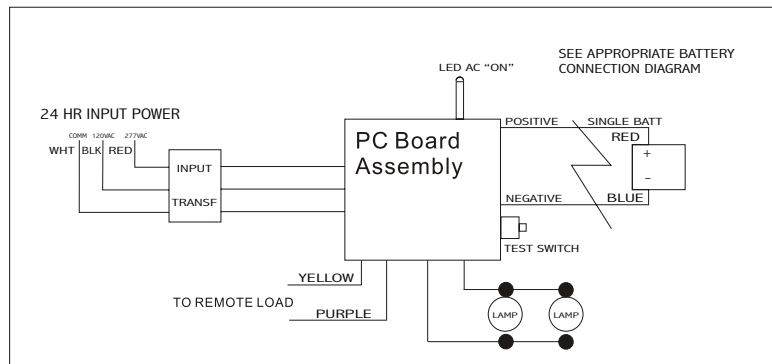 LED AC “ON”
SEE APPROPRIATE BATTERY
CONNECTION DIAGRAM
24 HR INPUT POWER
COMM 120VAC 277VAC
WHT BLK RED
INPUT
TRANSF
PC Board
Assembly
POSITIVE SINGLE BATT
RED
+
-
NEGATIVE BLUE
TEST SWITCH
YELLOW
TO REMOTE LOAD
PURPLE
LAMP LAMP